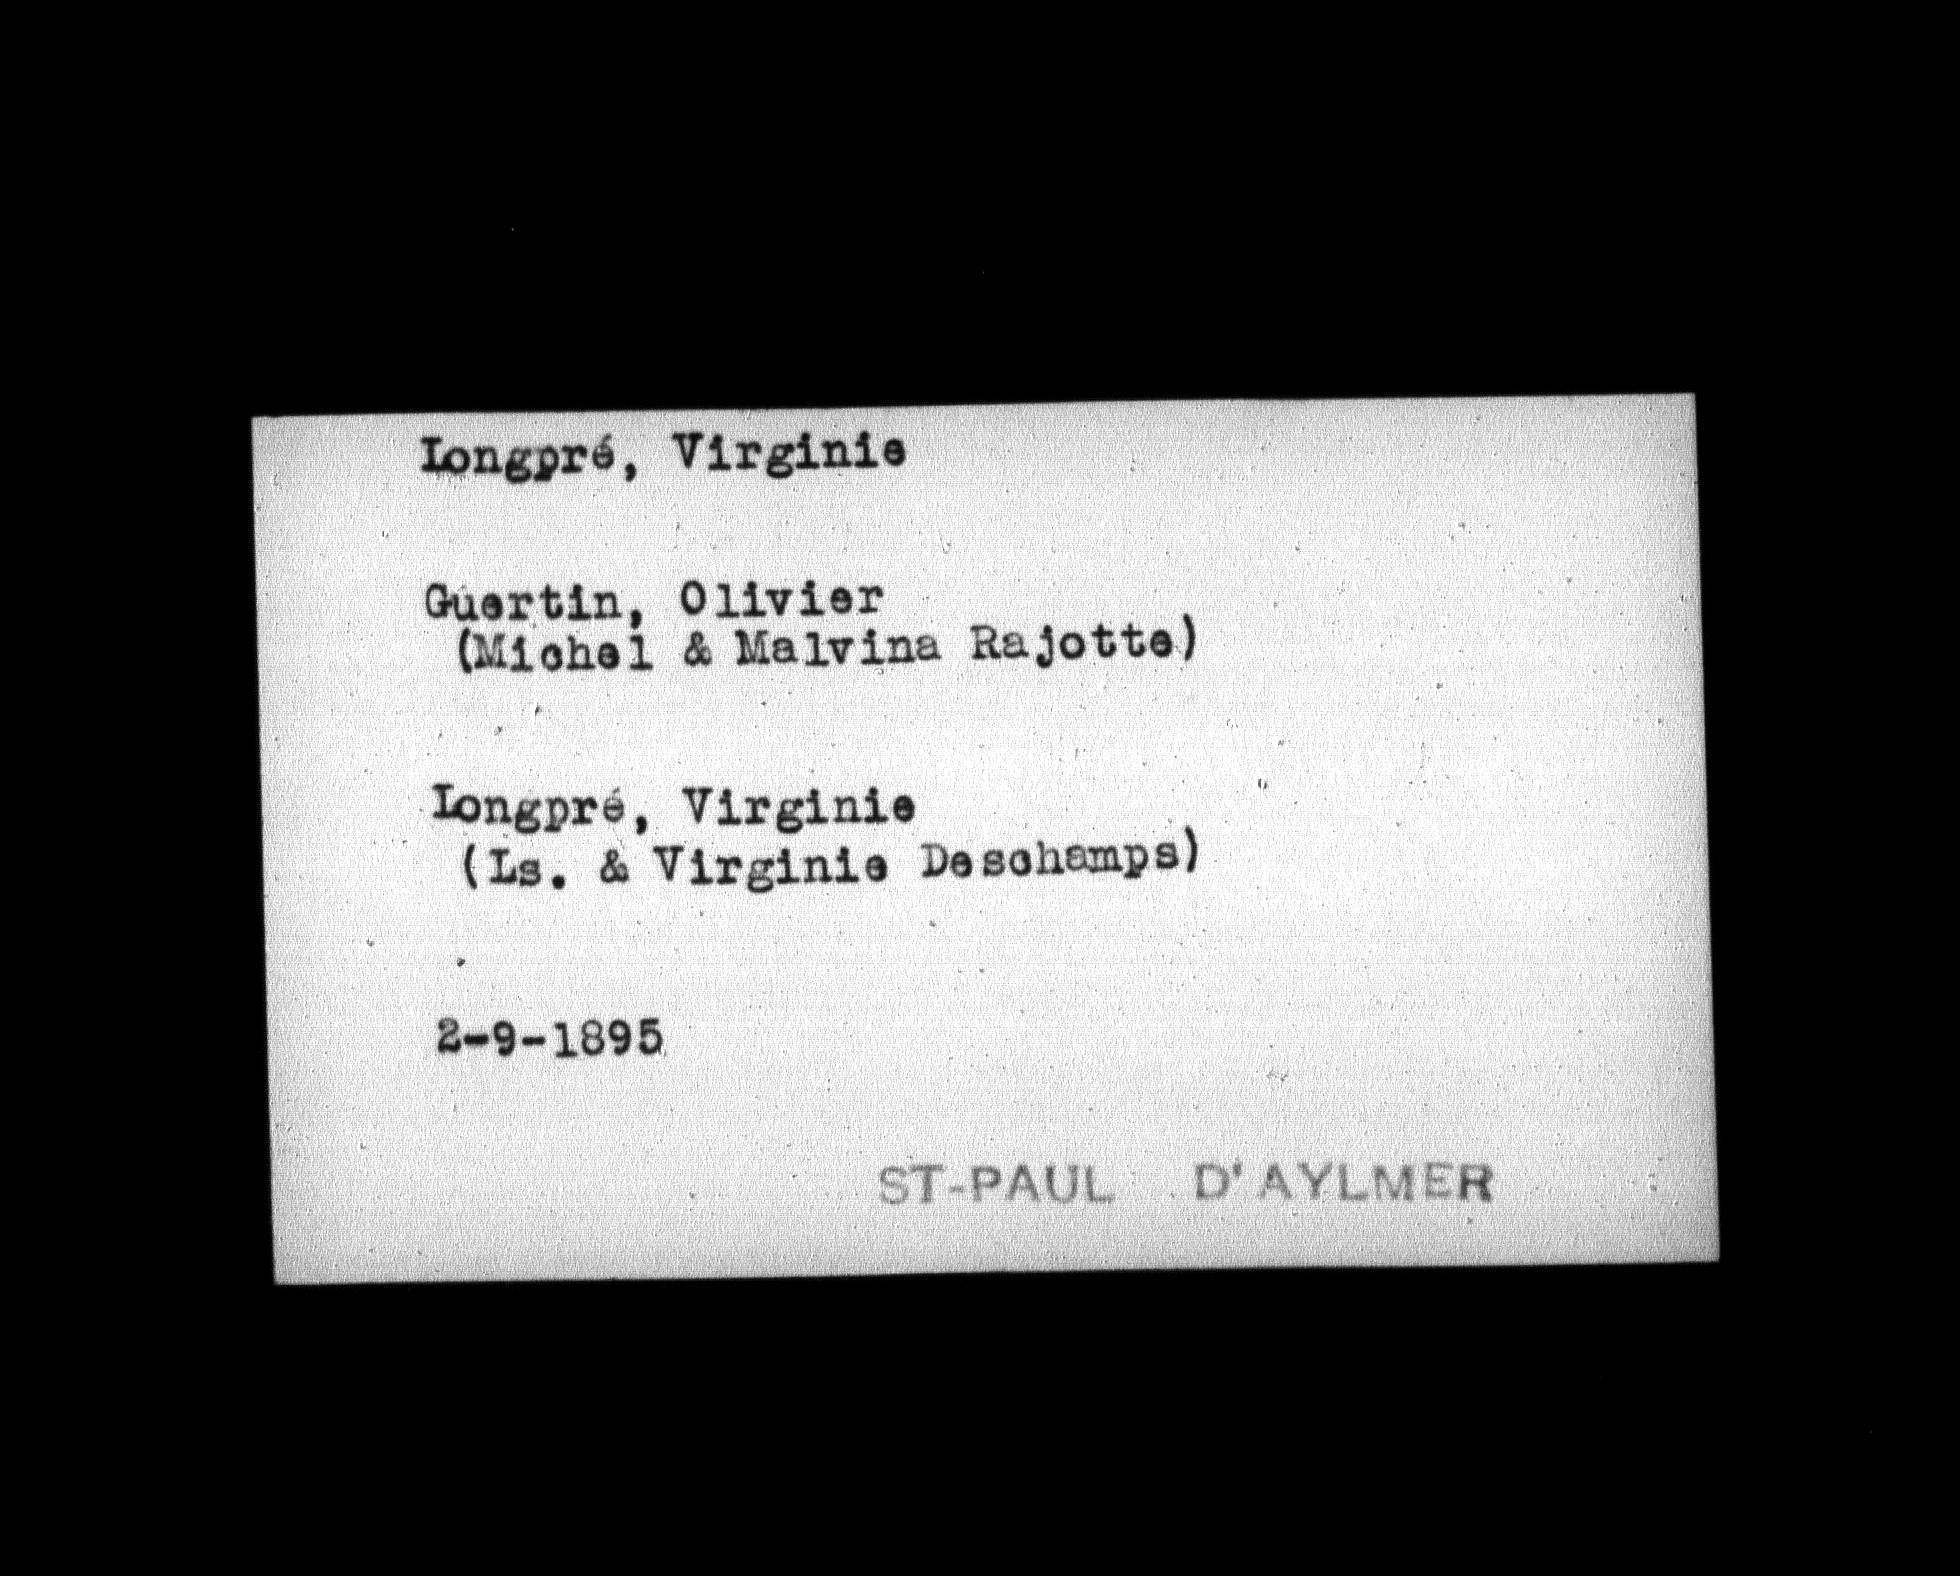 Longpré, Virginie
Guertin, Olivier
(Michel & Malvina Rajotte)
Longpré, Virginie
(Ls. & Virginie Deschamps)
2-9-1895
ST-PAUL D'AYLMER